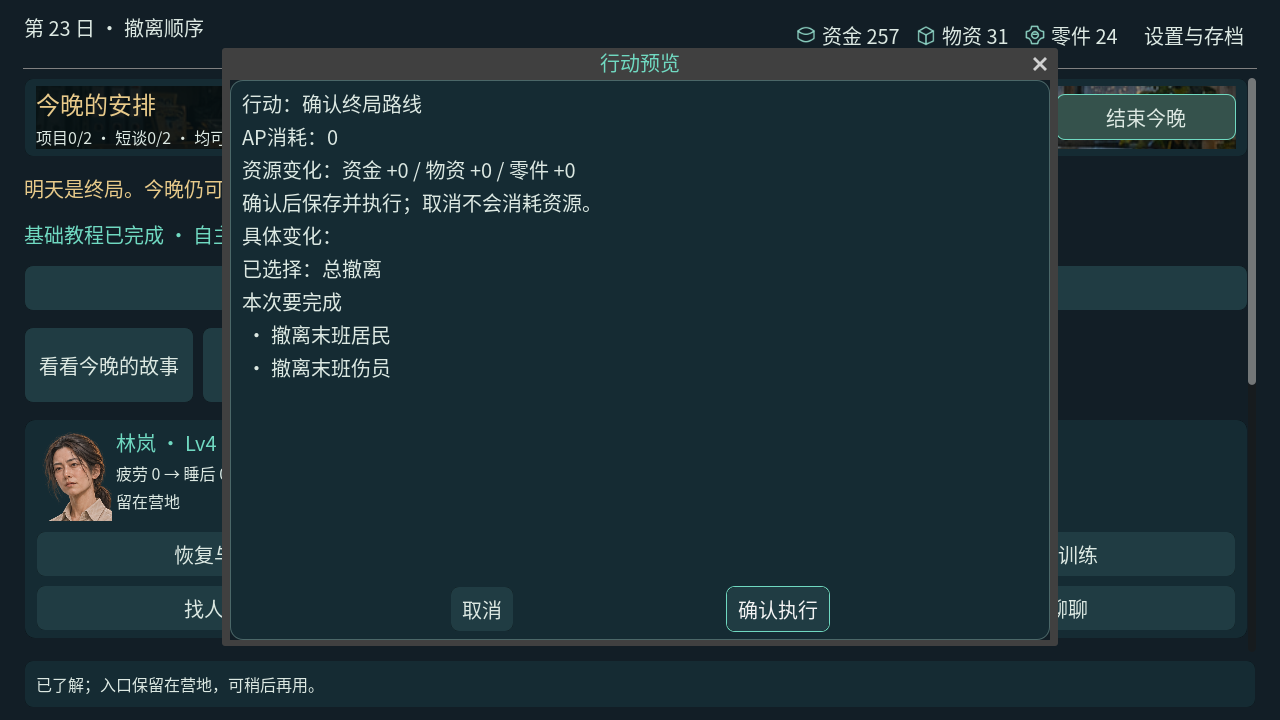 第 23 日 · 撤离顺序
资金 257
物资 31
零件 24
设置与存档
行动预览
今晚的安排
项目0/2 · 短谈0/2 · 均可
结束今晚
明天是终局。今晚仍可
基础教程已完成 · 自
看看今晚的故事
林岚 · Lv4
疲劳 0 → 睡后
留在营地
恢复
训练
找人
聊聊
行动：确认终局路线
AP消耗：0
资源变化：资金 +0 / 物资 +0 / 零件 +0
确认后保存并执行；取消不会消耗资源。
具体变化：
已选择：总撤离
本次要完成
· 撤离末班居民
· 撤离末班伤员
取消
确认执行
已了解；入口保留在营地，可稍后再用。